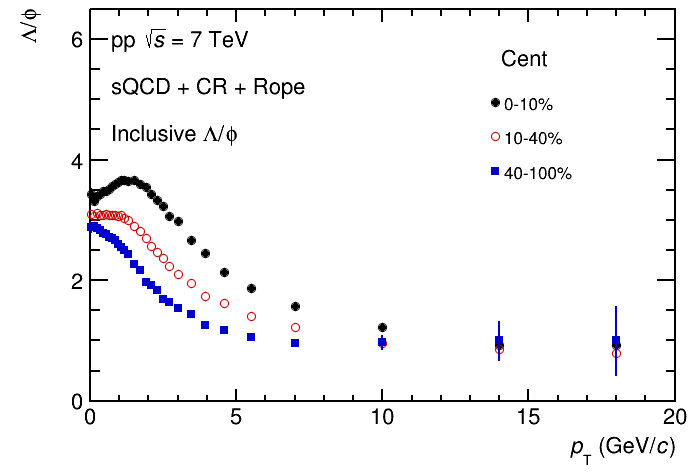 Λ/ϕ
pp √s = 7 TeV
sQCD + CR + Rope
Inclusive Λ/ϕ
Cent
0-10%
10-40%
40-100%
6
4
2
0
0 5 10 15 20
p_T (GeV/c)